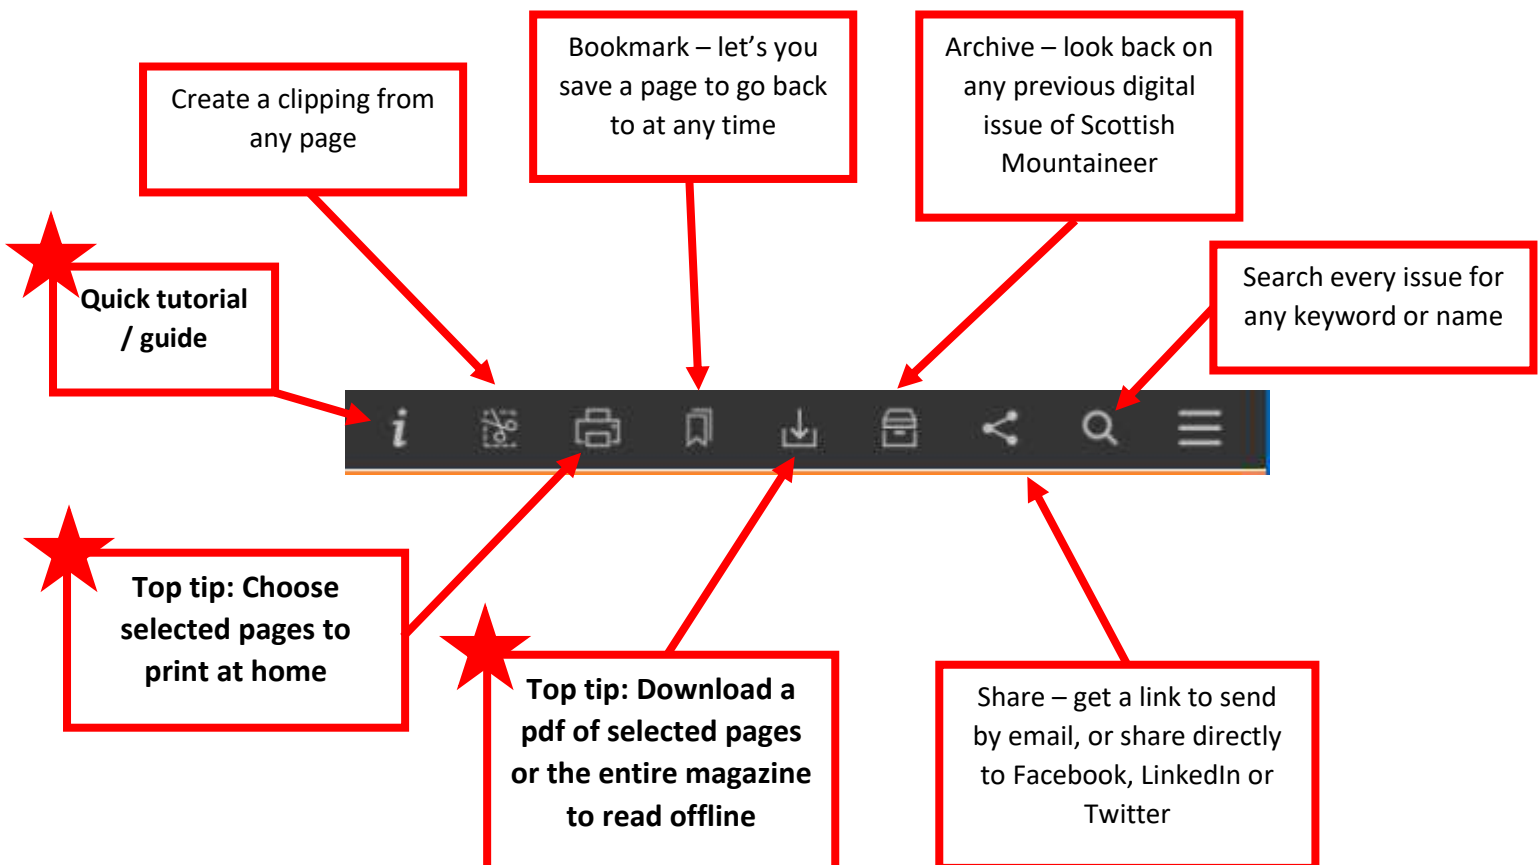 Create a clipping from
any page
Bookmark – let's you
save a page to go back
to at any time
Archive – look back on
any previous digital
issue of Scottish
Mountaineer
Search every issue for
any keyword or name
Quick tutorial
/ guide
i
Top tip: Choose
selected pages to
print at home
Top tip: Download a
pdf of selected pages
or the entire magazine
to read offline
Share – get a link to send
by email, or share directly
to Facebook, LinkedIn or
Twitter